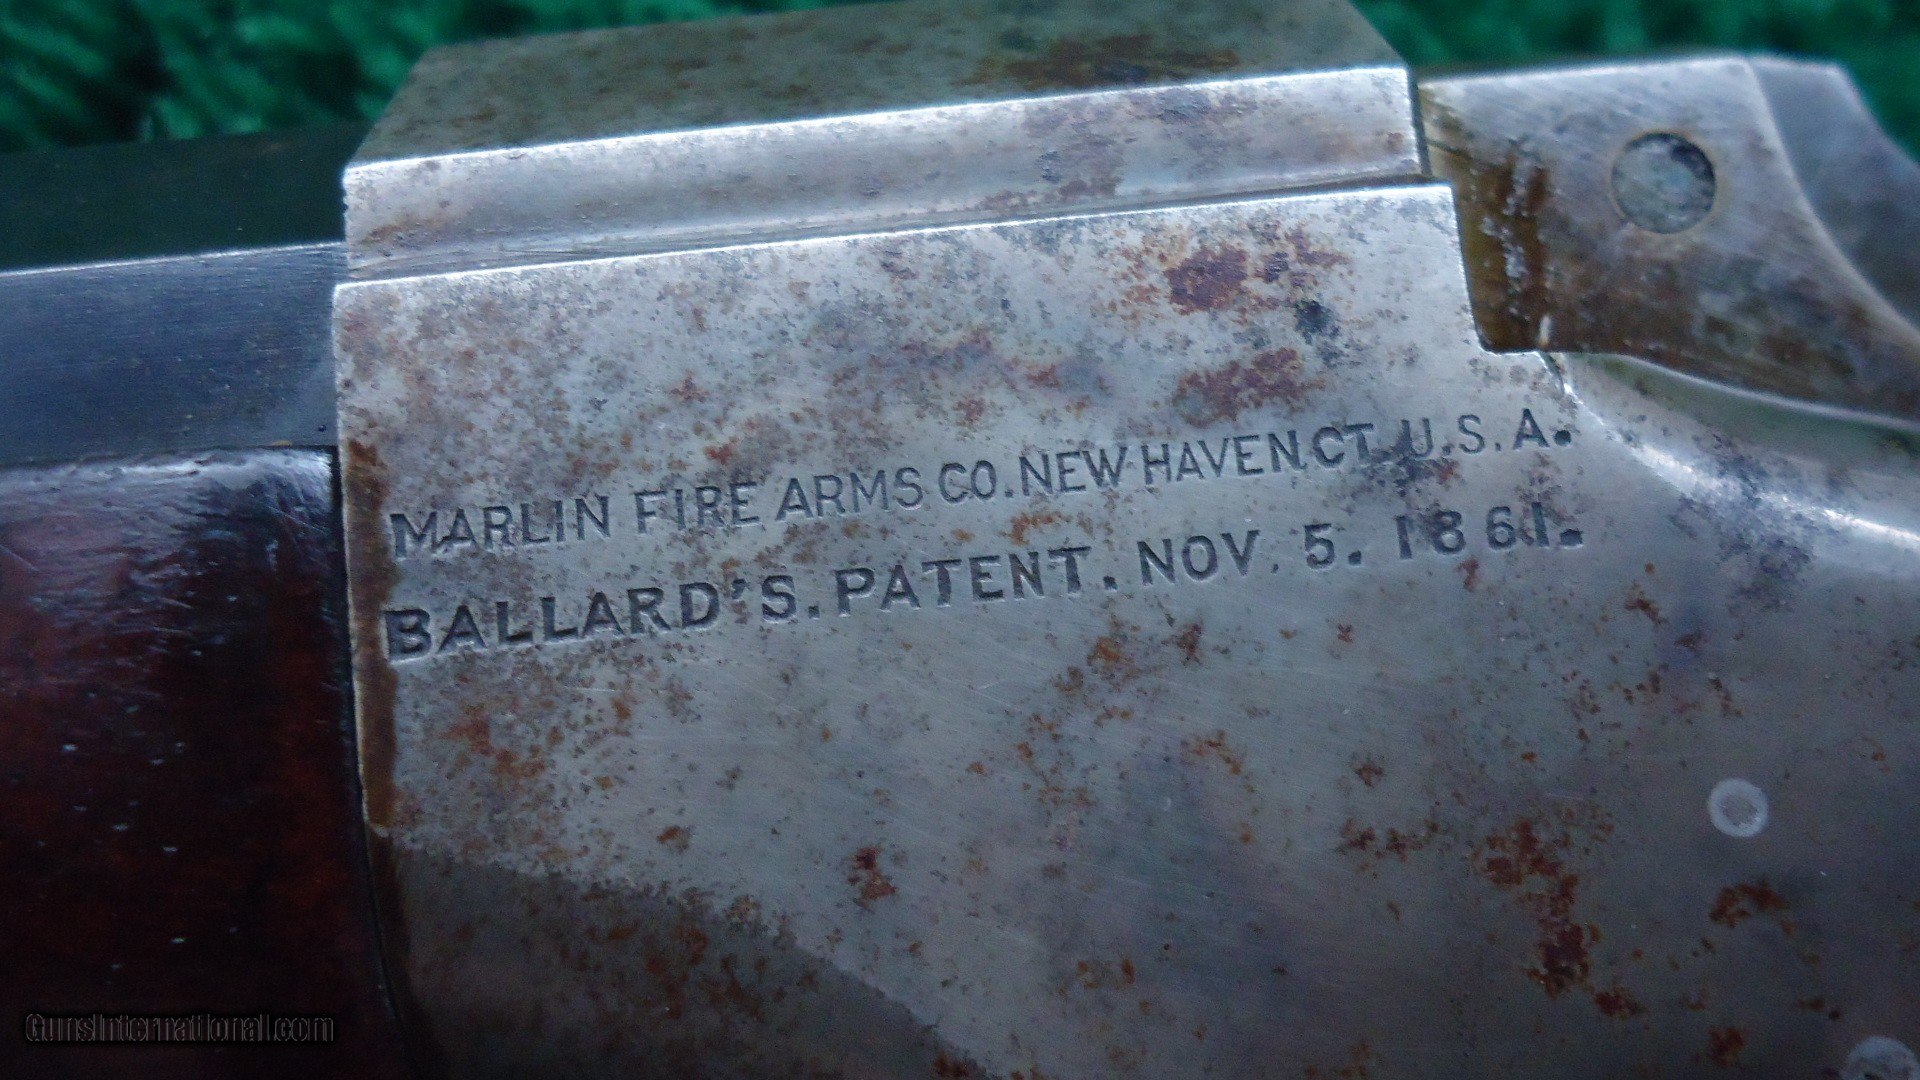 MARLIN FIRE ARMS CO. NEW HAVEN.CT. U.S.A.
BALLARD'S. PATENT. NOV. 5. 1861.
GunsInternational.com